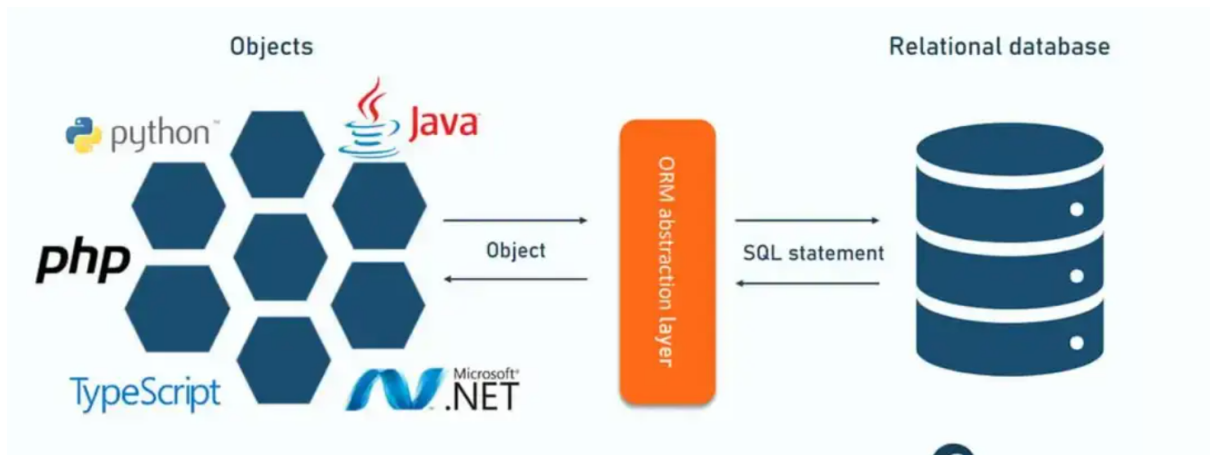 Objects
Relational database
python™
Java
php
TypeScript
Microsoft®
.NET
Object
ORM abstraction layer
SQL statement